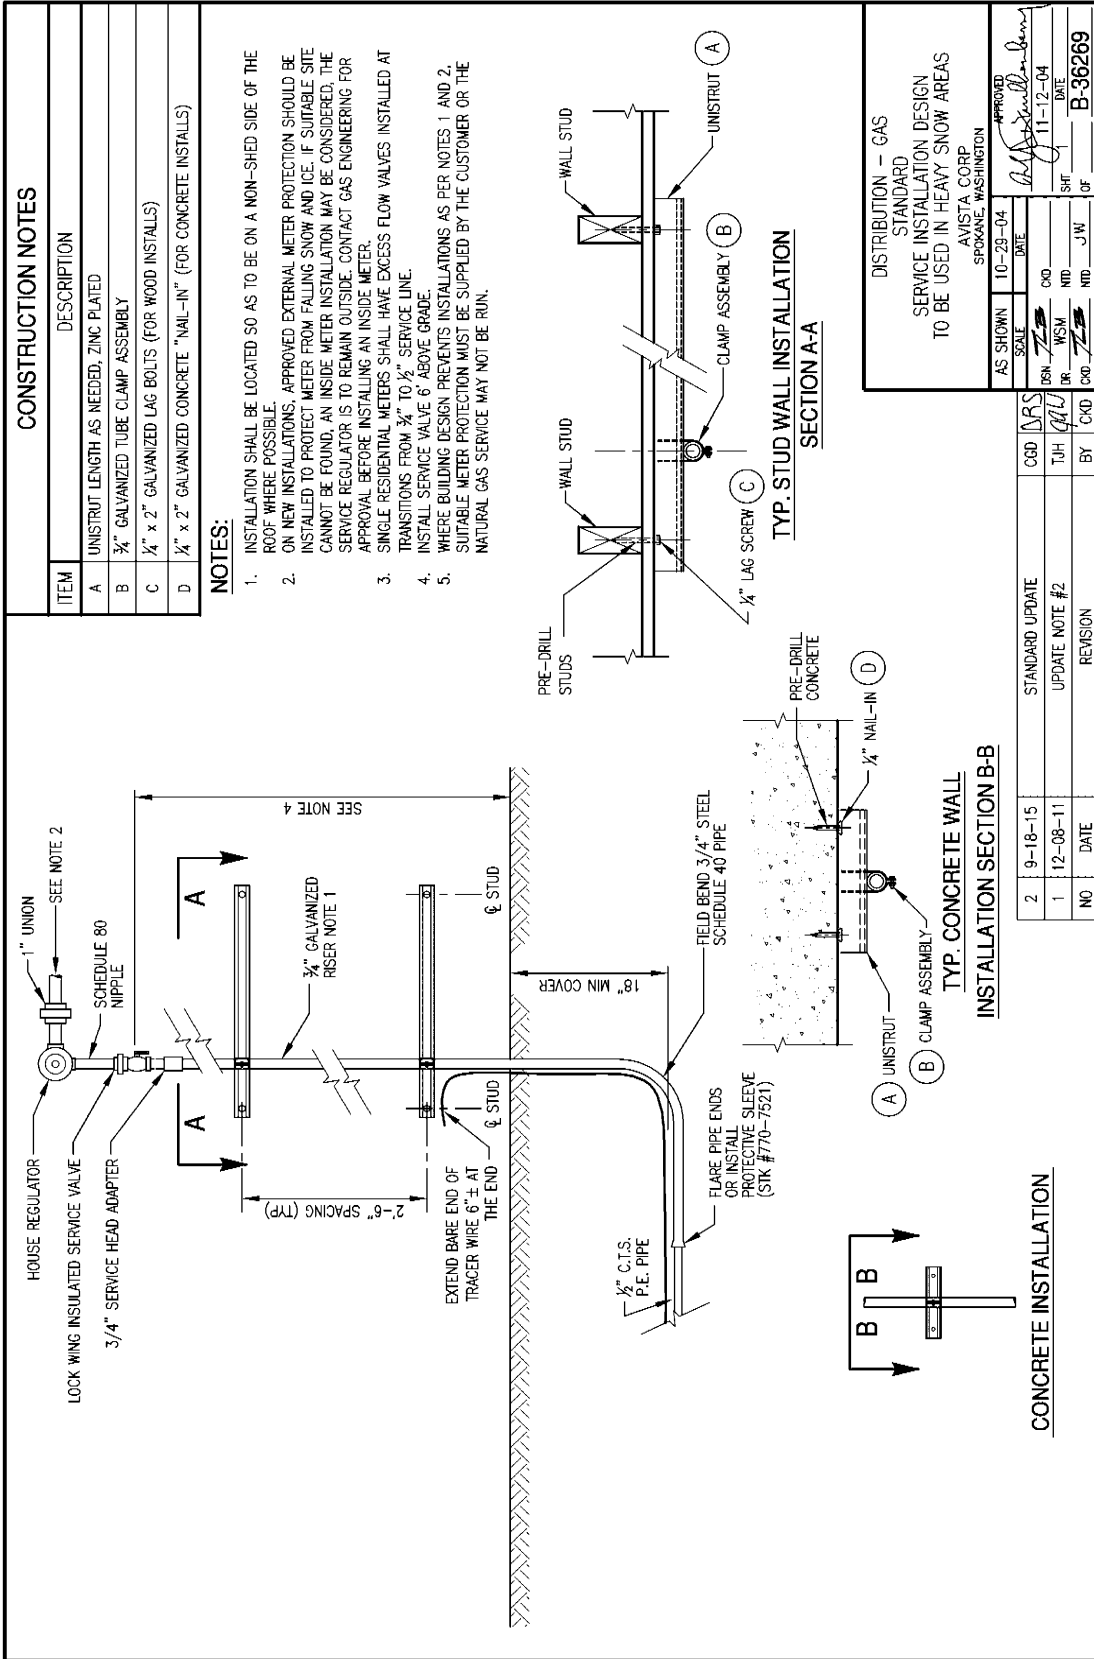 CONSTRUCTION NOTES
ITEM DESCRIPTION
A UNISTRUT LENGTH AS NEEDED, ZINC PLATED
B ¾" GALVANIZED TUBE CLAMP ASSEMBLY
C ¼" x 2" GALVANIZED LAG BOLTS (FOR WOOD INSTALLS)
D ¼" x 2" GALVANIZED CONCRETE "NAIL-IN" (FOR CONCRETE INSTALLS)
NOTES:
1. INSTALLATION SHALL BE LOCATED SO AS TO BE ON A NON-SHED SIDE OF THE
ROOF WHERE POSSIBLE.
2. ON NEW INSTALLATIONS, APPROVED EXTERNAL METER PROTECTION SHOULD BE
INSTALLED TO PROTECT METER FROM FALLING SNOW AND ICE. IF SUITABLE SITE
CANNOT BE FOUND, AN INSIDE METER INSTALLATION MAY BE CONSIDERED, THE
SERVICE REGULATOR IS TO REMAIN OUTSIDE. CONTACT GAS ENGINEERING FOR
APPROVAL BEFORE INSTALLING AN INSIDE METER.
3. SINGLE RESIDENTIAL METERS SHALL HAVE EXCESS FLOW VALVES INSTALLED AT
TRANSITIONS FROM ¾" TO ½" SERVICE LINE.
4. INSTALL SERVICE VALVE 6' ABOVE GRADE.
5. WHERE BUILDING DESIGN PREVENTS INSTALLATIONS AS PER NOTES 1 AND 2,
SUITABLE METER PROTECTION MUST BE SUPPLIED BY THE CUSTOMER OR THE
NATURAL GAS SERVICE MAY NOT BE RUN.
HOUSE REGULATOR
1" UNION
SEE NOTE 2
LOCK WING INSULATED SERVICE VALVE
SCHEDULE 80
NIPPLE
3/4" SERVICE HEAD ADAPTER
A A
SEE NOTE 4
2'-6" SPACING (TYP)
¾" GALVANIZED
RISER NOTE 1
℄ STUD
℄ STUD
EXTEND BARE END OF
TRACER WIRE 6"± AT
THE END
18" MIN COVER
½" C.T.S.
P.E. PIPE
FLARE PIPE ENDS
OR INSTALL
PROTECTIVE SLEEVE
(STK #770-7521)
FIELD BEND 3/4" STEEL
SCHEDULE 40 PIPE
PRE-DRILL
STUDS
WALL STUD
WALL STUD
¼" LAG SCREW C
CLAMP ASSEMBLY B
UNISTRUT A
TYP. STUD WALL INSTALLATION
SECTION A-A
B B
CONCRETE INSTALLATION
A UNISTRUT
B CLAMP ASSEMBLY
PRE-DRILL
CONCRETE
¼" NAIL-IN D
TYP. CONCRETE WALL
INSTALLATION SECTION B-B
2 9-18-15 STANDARD UPDATE CGD DRS
1 12-08-11 UPDATE NOTE #2 TJH
NO DATE REVISION BY CKD
DISTRIBUTION - GAS
STANDARD
SERVICE INSTALLATION DESIGN
TO BE USED IN HEAVY SNOW AREAS
AVISTA CORP
SPOKANE, WASHINGTON
AS SHOWN 10-29-04 APPROVED
SCALE DATE
DSN CKD 11-12-04
DR WSM NTD DATE
CKD NTD JW SHT 1 OF B-36269